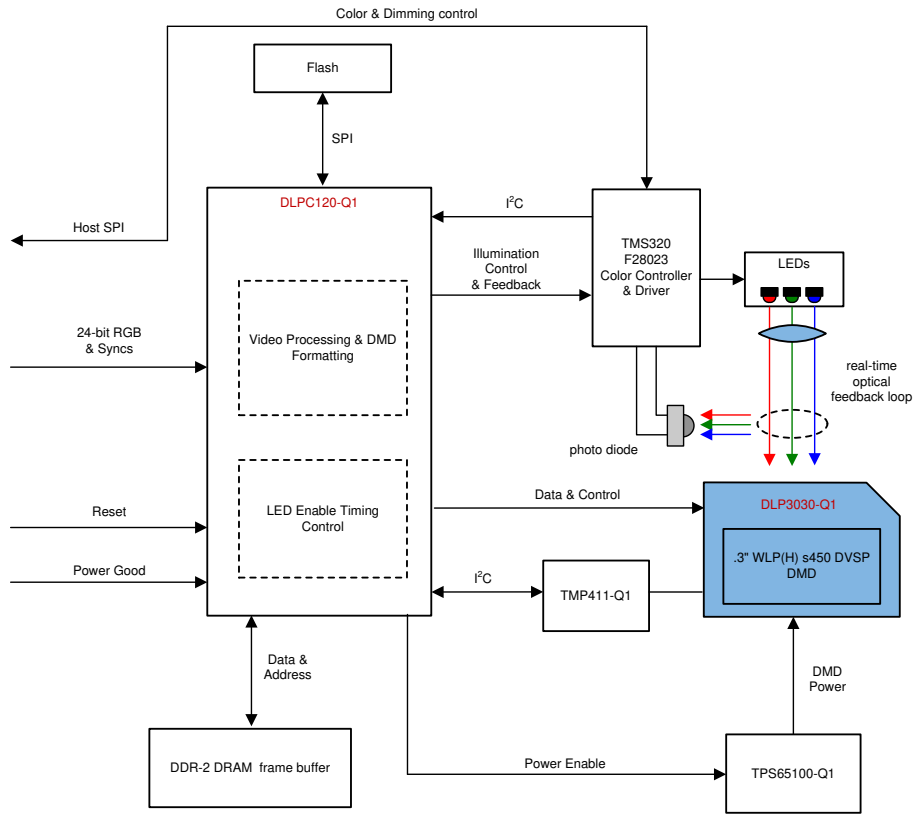 Color & Dimming control
Flash
SPI
DLPC120-Q1
Host SPI
I²C
TMS320
F28023
Color Controller
& Driver
LEDs
Illumination
Control
& Feedback
Video Processing & DMD
Formatting
24-bit RGB
& Syncs
real-time
optical
feedback loop
photo diode
Data & Control
DLP3030-Q1
LED Enable Timing
Control
Reset
.3" WLP(H) s450 DVSP
DMD
Power Good
I²C
TMP411-Q1
Data &
Address
DMD
Power
DDR-2 DRAM frame buffer
Power Enable
TPS65100-Q1